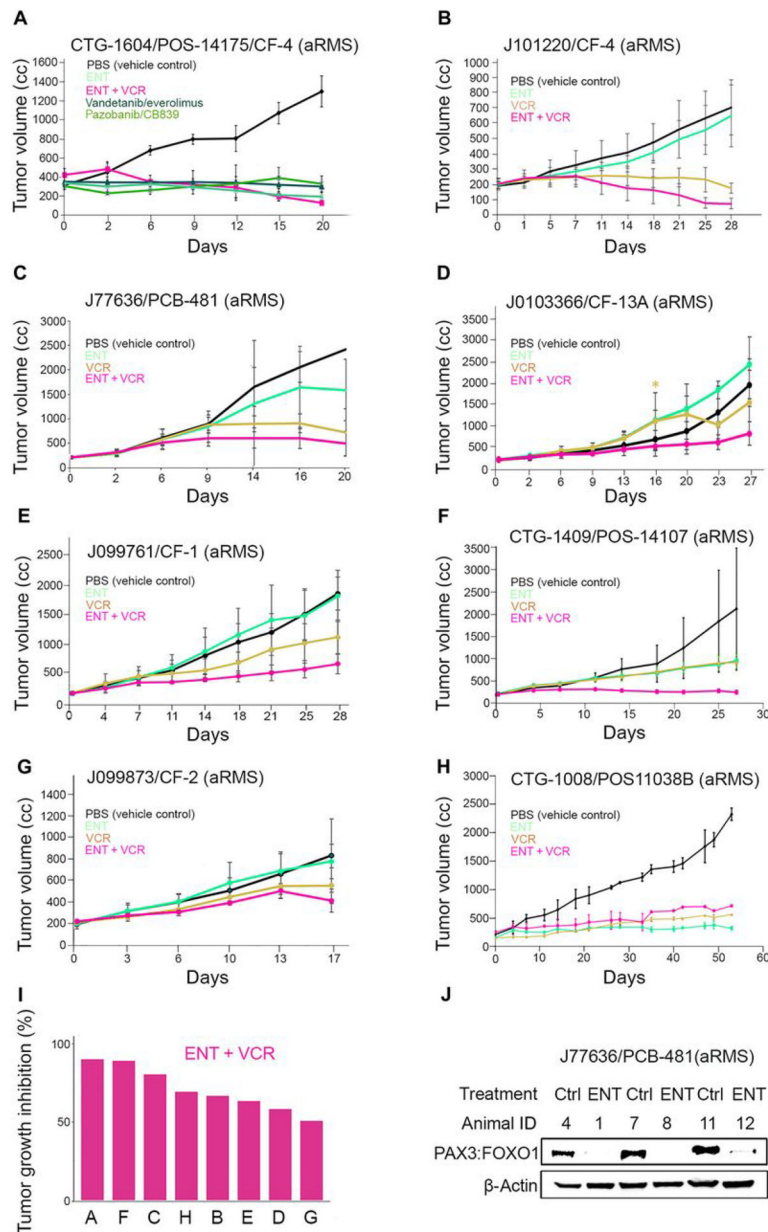 A
CTG-1604/POS-14175/CF-4 (aRMS)
PBS (vehicle control)
ENT
ENT + VCR
Vandetanib/everolimus
Pazobanib/CB839
Tumor volume (cc)
1600
1400
1200
1000
800
600
400
200
0
0 2 6 9 12 15 20
Days
B
J101220/CF-4 (aRMS)
PBS (vehicle control)
ENT
VCR
ENT + VCR
Tumor volume (cc)
1000
900
800
700
600
500
400
300
200
100
0
0 1 5 7 11 14 18 21 25 28
Days
C
J77636/PCB-481 (aRMS)
PBS (vehicle control)
ENT
VCR
ENT + VCR
Tumor volume (cc)
3000
2500
2000
1500
1000
500
0
0 2 6 9 14 16 20
Days
D
J0103366/CF-13A (aRMS)
PBS (vehicle control)
ENT
VCR
ENT + VCR
*
Tumor volume (cc)
3500
3000
2500
2000
1500
1000
500
0
0 2 6 9 13 16 20 23 27
Days
E
J099761/CF-1 (aRMS)
PBS (vehicle control)
ENT
VCR
ENT + VCR
Tumor volume (cc)
2500
2000
1500
1000
500
0
0 4 7 11 14 18 21 25 28
Days
F
CTG-1409/POS-14107 (aRMS)
PBS (vehicle control)
ENT
VCR
ENT + VCR
Tumor volume (cc)
3500
3000
2500
2000
1500
1000
500
0
0 5 10 15 20 25 30
Days
G
J099873/CF-2 (aRMS)
PBS (vehicle control)
ENT
VCR
ENT + VCR
Tumor volume (cc)
1400
1200
1000
800
600
400
200
0
0 3 6 10 13 17
Days
H
CTG-1008/POS11038B (aRMS)
PBS (vehicle control)
ENT
VCR
ENT + VCR
Tumor volume (cc)
3000
2500
2000
1500
1000
500
0
0 10 20 30 40 50 60
Days
I
ENT + VCR
Tumor growth inhibition (%)
100
50
0
A F C H B E D G
J
J77636/PCB-481(aRMS)
Treatment Ctrl ENT Ctrl ENT Ctrl ENT
Animal ID 4 1 7 8 11 12
PAX3:FOXO1
β-Actin